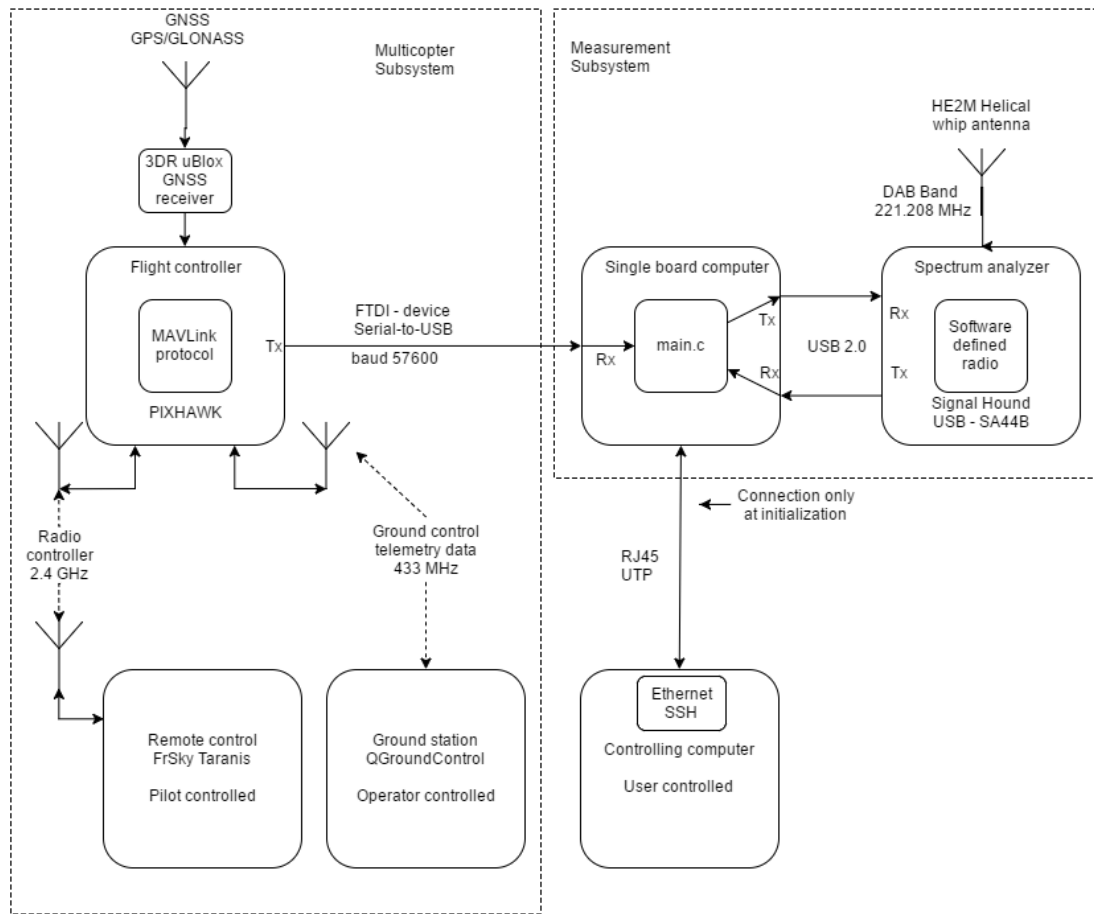 GNSS
GPS/GLONASS
Multicopter
Subsystem
3DR uBlox
GNSS
receiver
Flight controller
MAVLink
protocol
Tx
PIXHAWK
FTDI - device
Serial-to-USB
baud 57600
Radio
controller
2.4 GHz
Ground control
telemetry data
433 MHz
Remote control
FrSky Taranis
Pilot controlled
Ground station
QGroundControl
Operator controlled
Measurement
Subsystem
HE2M Helical
whip antenna
DAB Band
221.208 MHz
Single board computer
Rx
main.c
Tx
Rx
USB 2.0
Spectrum analyzer
Rx
Tx
Software
defined
radio
Signal Hound
USB - SA44B
Connection only
at initialization
RJ45
UTP
Ethernet
SSH
Controlling computer
User controlled